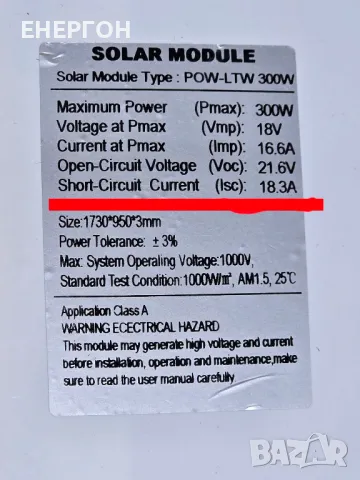 ЕНЕРГОН
SOLAR MODULE
Solar Module Type : POW-LTW 300W
Maximum Power (Pmax): 300W
Voltage at Pmax (Vmp): 18V
Current at Pmax (Imp): 16.6A
Open-Circuit Voltage (Voc): 21.6V
Short-Circuit Current (Isc): 18.3A
Size:1730*950*3mm
Power Tolerance: ± 3%
Max: System Operating Voltage:1000V,
Standard Test Condition:1000W/m², AM1.5, 25℃
Application Class A
WARNING ECECTRICAL HAZARD
This module may generate high voltage and current
before installation, operation and maintenance,make
sure to read the user manual carefully
BAZAR
bg